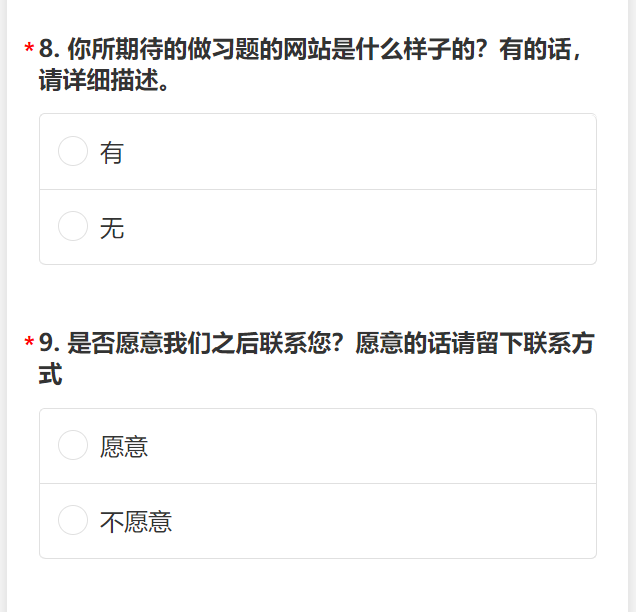 *8. 你所期待的做习题的网站是什么样子的？有的话，
请详细描述。
有
无
*9. 是否愿意我们之后联系您？愿意的话请留下联系方
式
愿意
不愿意